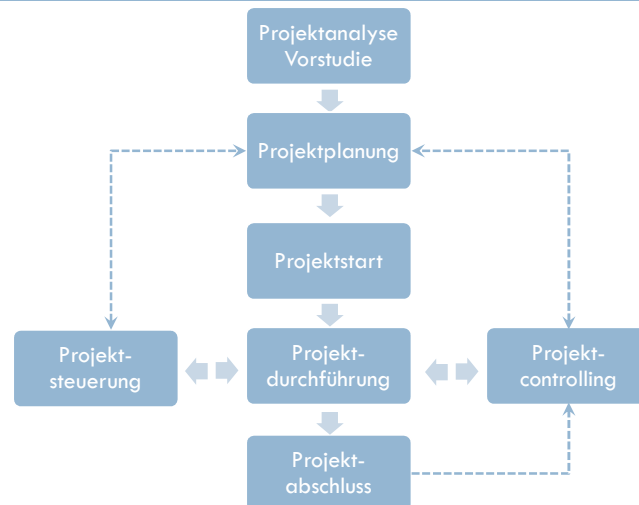 Projektanalyse
Vorstudie
Projektplanung
Projektstart
Projekt-
steuerung
Projekt-
durchführung
Projekt-
controlling
Projekt-
abschluss